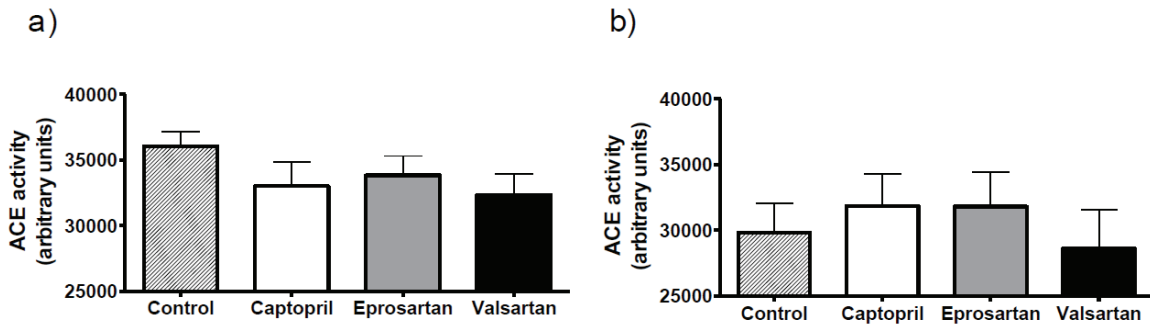 a)
ACE activity
(arbitrary units)
40000
35000
30000
25000
Control Captopril Eprosartan Valsartan
b)
ACE activity
(arbitrary units)
40000
35000
30000
25000
Control Captopril Eprosartan Valsartan